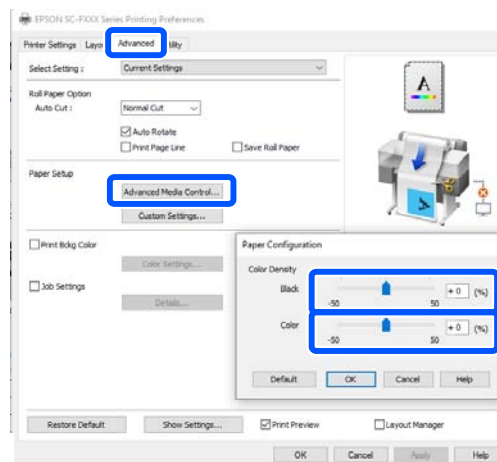 EPSON SC-FXXX Series Printing Preferences
Printer Settings Layo Advanced tility
Select Setting : Current Settings
Roll Paper Option
Auto Cut : Normal Cut
Auto Rotate
Print Page Line Save Roll Paper
Paper Setup
Advanced Media Control...
Custom Settings...
Print Bckg Color
Color Settings...
Job Settings
Details...
A
A
Paper Configuration
Color Density
Black + 0 (%)
-50 50
Color + 0 (%)
-50 50
Default OK Cancel Help
Restore Default Show Settings... Print Preview Layout Manager
OK Cancel Apply Help